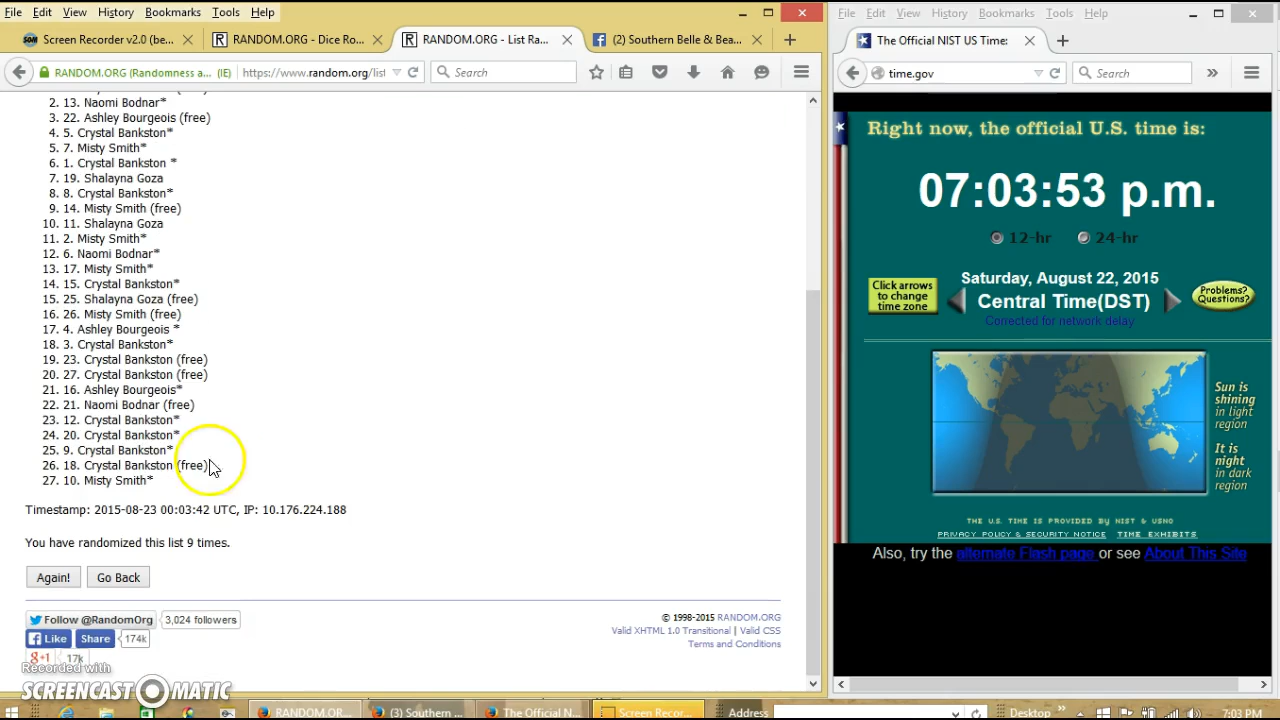 File Edit View History Bookmarks Tools Help
Screen Recorder v2.0 (be...
RANDOM.ORG - Dice Ro...
RANDOM.ORG - List Ra...
(2) Southern Belle & Bea...
RANDOM.ORG (Randomness a... (IE)
https://www.random.org/list
Search
2. 13. Naomi Bodnar*
3. 22. Ashley Bourgeois (free)
4. 5. Crystal Bankston*
5. 7. Misty Smith*
6. 1. Crystal Bankston *
7. 19. Shalayna Goza
8. 8. Crystal Bankston*
9. 14. Misty Smith (free)
10. 11. Shalayna Goza
11. 2. Misty Smith*
12. 6. Naomi Bodnar*
13. 17. Misty Smith*
14. 15. Crystal Bankston*
15. 25. Shalayna Goza (free)
16. 26. Misty Smith (free)
17. 4. Ashley Bourgeois *
18. 3. Crystal Bankston*
19. 23. Crystal Bankston (free)
20. 27. Crystal Bankston (free)
21. 16. Ashley Bourgeois*
22. 21. Naomi Bodnar (free)
23. 12. Crystal Bankston*
24. 20. Crystal Bankston*
25. 9. Crystal Bankston*
26. 18. Crystal Bankston (free)
27. 10. Misty Smith*
Timestamp: 2015-08-23 00:03:42 UTC, IP: 10.176.224.188
You have randomized this list 9 times.
Again!
Go Back
Follow @RandomOrg
3,024 followers
Like
Share
174k
g+1
17k
© 1998-2015 RANDOM.ORG
Valid XHTML 1.0 Transitional | Valid CSS
Terms and Conditions
Recorded with
SCREENCAST MATIC
File Edit View History Bookmarks Tools Help
The Official NIST US Time:
time.gov
Search
Right now, the official U.S. time is:
07:03:53 p.m.
12-hr
24-hr
Click arrows
to change
time zone
Saturday, August 22, 2015
Central Time(DST)
Corrected for network delay
Problems?
Questions?
Sun is
shining
in light
region
It is
night
in dark
region
THE U.S. TIME IS PROVIDED BY NIST & USNO
PRIVACY POLICY & SECURITY NOTICE
TIME EXHIBITS
Also, try the alternate Flash page or see About This Site
RANDOM.OR...
(3) Southern ...
The Official N...
Screen Recor...
Address
Desktop
7:03 PM